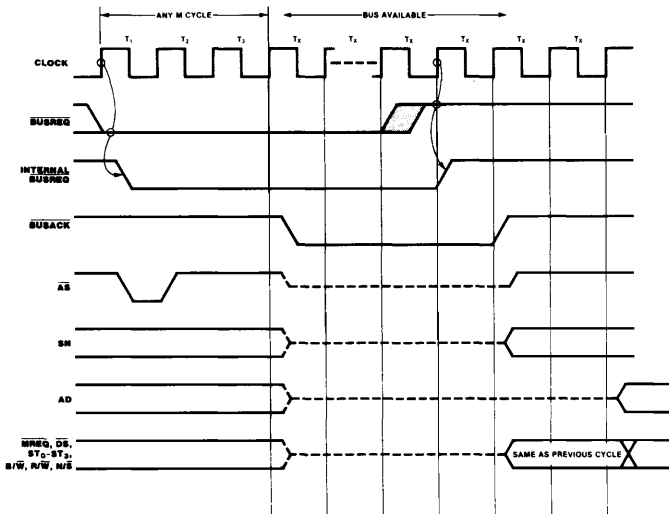 ANY M CYCLE
BUS AVAILABLE
T1 T2 T3 TX TX TX TX TX TX
CLOCK
BUSREQ
INTERNAL
BUSREQ
BUSACK
AS
SN
AD
MREQ, DS,
ST0-ST3,
B/W, R/W, N/S
SAME AS PREVIOUS CYCLE